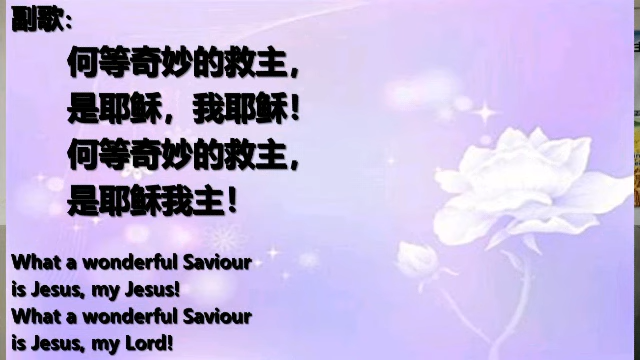 副歌：
何等奇妙的救主，
是耶稣，我耶稣！
何等奇妙的救主，
是耶稣我主！
What a wonderful Saviour
is Jesus, my Jesus!
What a wonderful Saviour
is Jesus, my Lord!